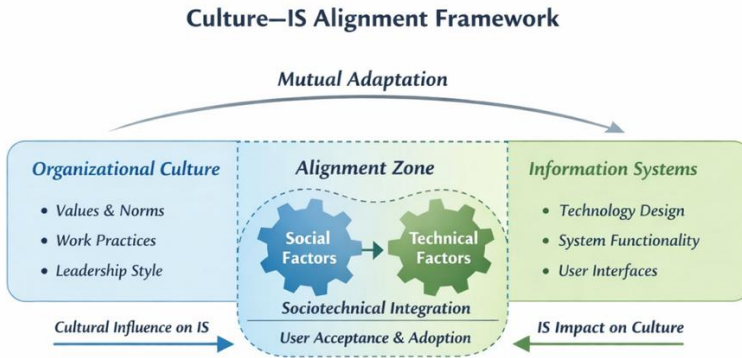 Culture—IS Alignment Framework
Mutual Adaptation
Organizational Culture
• Values & Norms
• Work Practices
• Leadership Style
Alignment Zone
Social
Factors
Technical
Factors
Sociotechnical Integration
User Acceptance & Adoption
Information Systems
• Technology Design
• System Functionality
• User Interfaces
Cultural Influence on IS
IS Impact on Culture